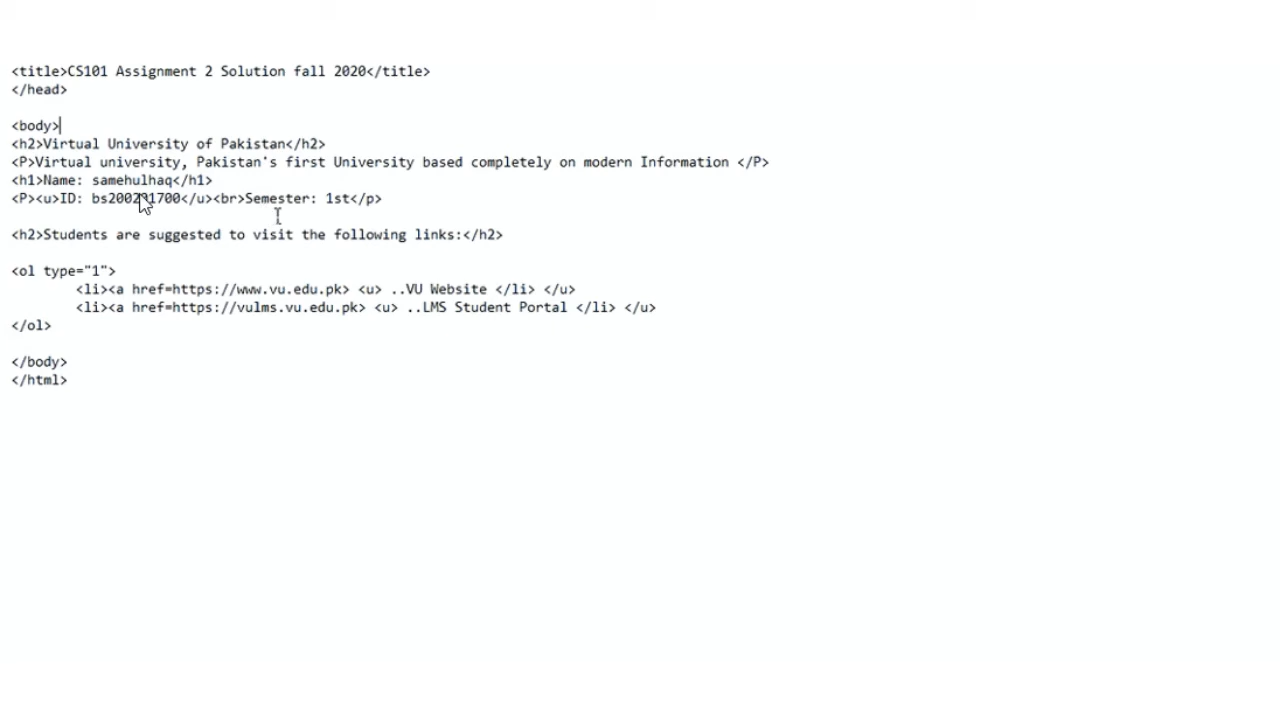 <title>CS101 Assignment 2 Solution fall 2020</title>
</head>
<body>
<h2>Virtual University of Pakistan</h2>
<P>Virtual university, Pakistan's first University based completely on modern Information </P>
<h1>Name: samehulhaq</h1>
<P><u>ID: </u><br>Semester: 1st</p>
<h2>Students are suggested to visit the following links:</h2>
<ol type="1">
<li><a href=https://www.vu.edu.pk> <u> ..VU Website </li> </u>
<li><a href=https://vulms.vu.edu.pk> <u> ..LMS Student Portal </li> </u>
</ol>
</body>
</html>